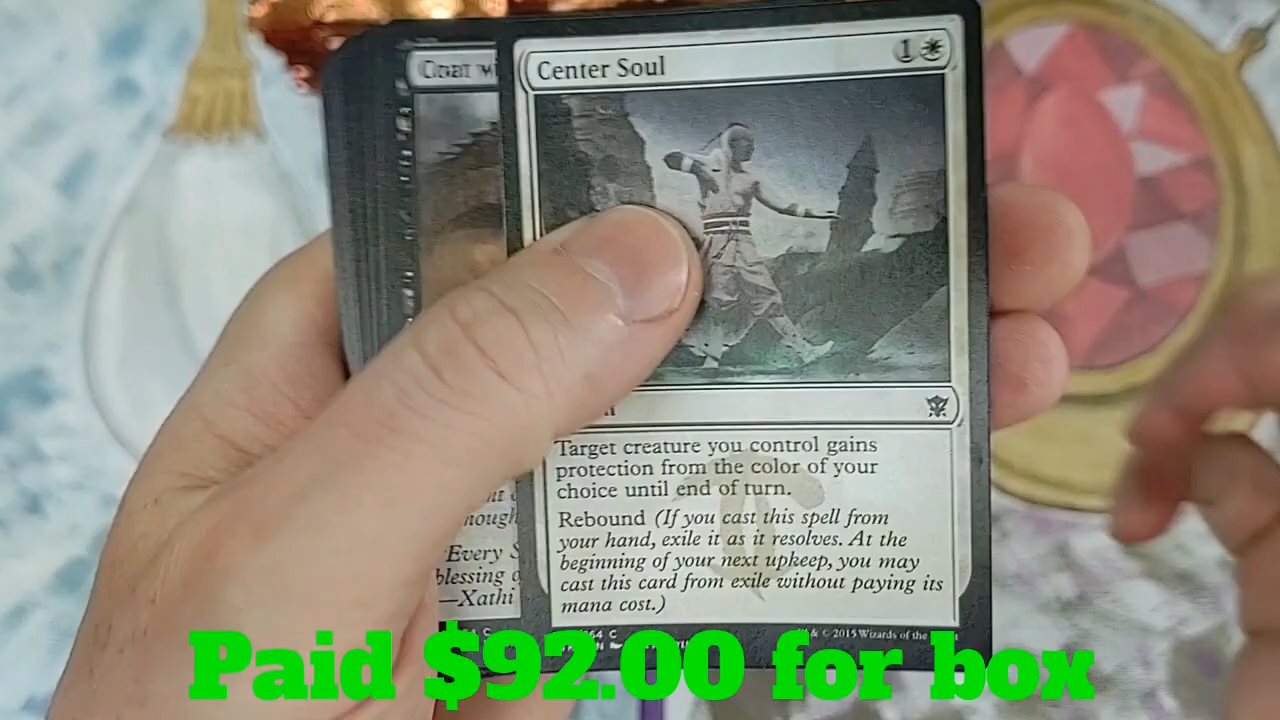 Center Soul 1
Target creature you control gains
protection from the color of your
choice until end of turn.
Rebound (If you cast this spell from
your hand, exile it as it resolves. At the
beginning of your next upkeep, you may
cast this card from exile without paying its
mana cost.)
Every
blessing
—Xathi
C
& © 2015 Wizards of the
Paid $92.00 for box